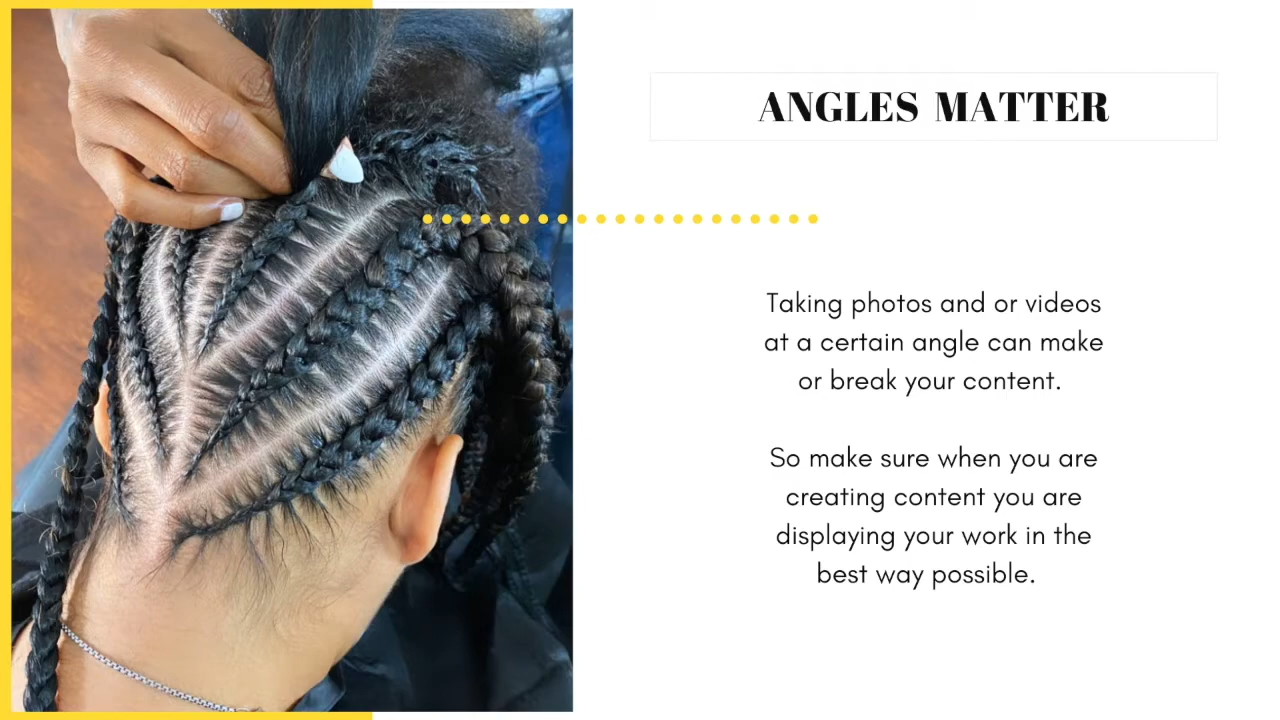 ANGLES MATTER
Taking photos and or videos
at a certain angle can make
or break your content.
So make sure when you are
creating content you are
displaying your work in the
best way possible.